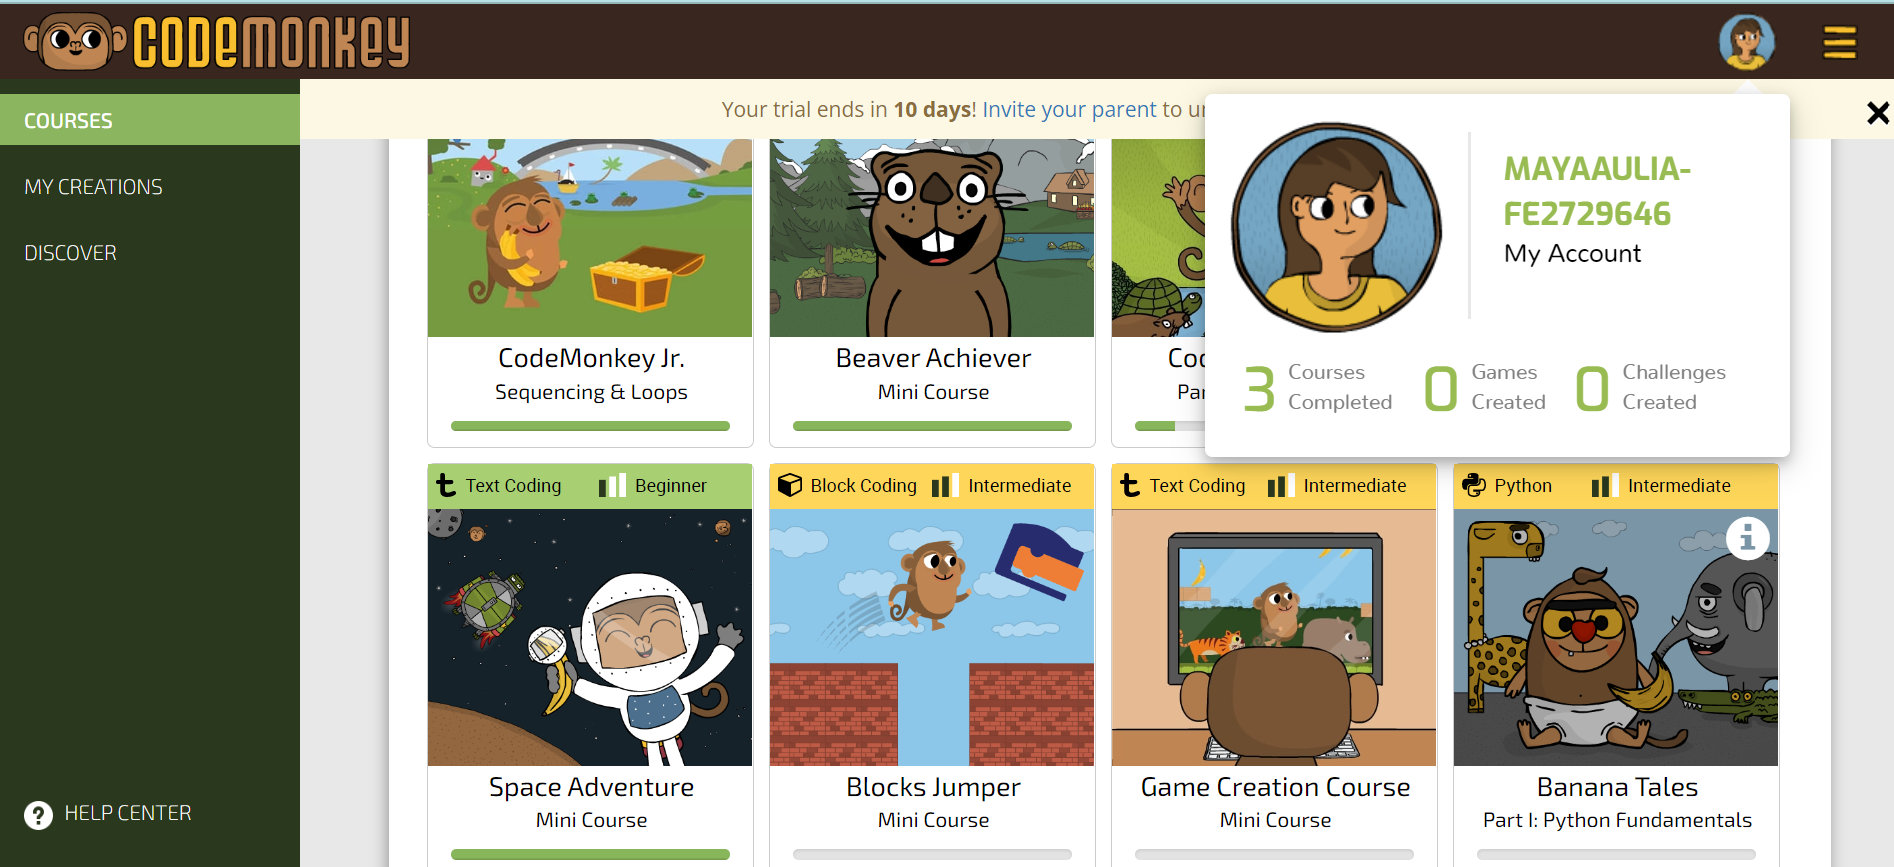 CODEMONKEY
COURSES
MY CREATIONS
DISCOVER
HELP CENTER
Your trial ends in 10 days! Invite your parent to
MAYAAULIA-
FE2729646
My Account
3 Courses Completed
0 Games Created
0 Challenges Created
CodeMonkey Jr.
Sequencing & Loops
Beaver Achiever
Mini Course
Text Coding Beginner
Space Adventure
Mini Course
Block Coding Intermediate
Blocks Jumper
Mini Course
Text Coding Intermediate
Game Creation Course
Mini Course
Python Intermediate
Banana Tales
Part I: Python Fundamentals